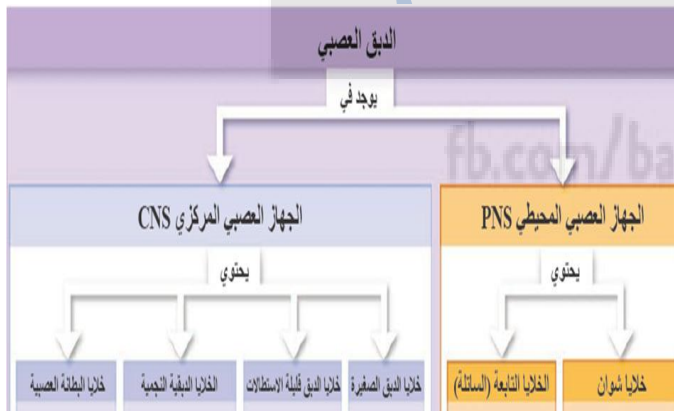 الدبق العصبي
يوجد في
fb.com/ba
الجهاز العصبي المحيطي PNS
الجهاز العصبي المركزي CNS
يحتوي
يحتوي
خلايا شوان
الخلايا التابعة (الساتلة)
خلايا الدبق الصغيرة
خلايا الدبق قليلة الاستطالات
الخلايا الدبقية النجمية
خلايا البطانة العصبية